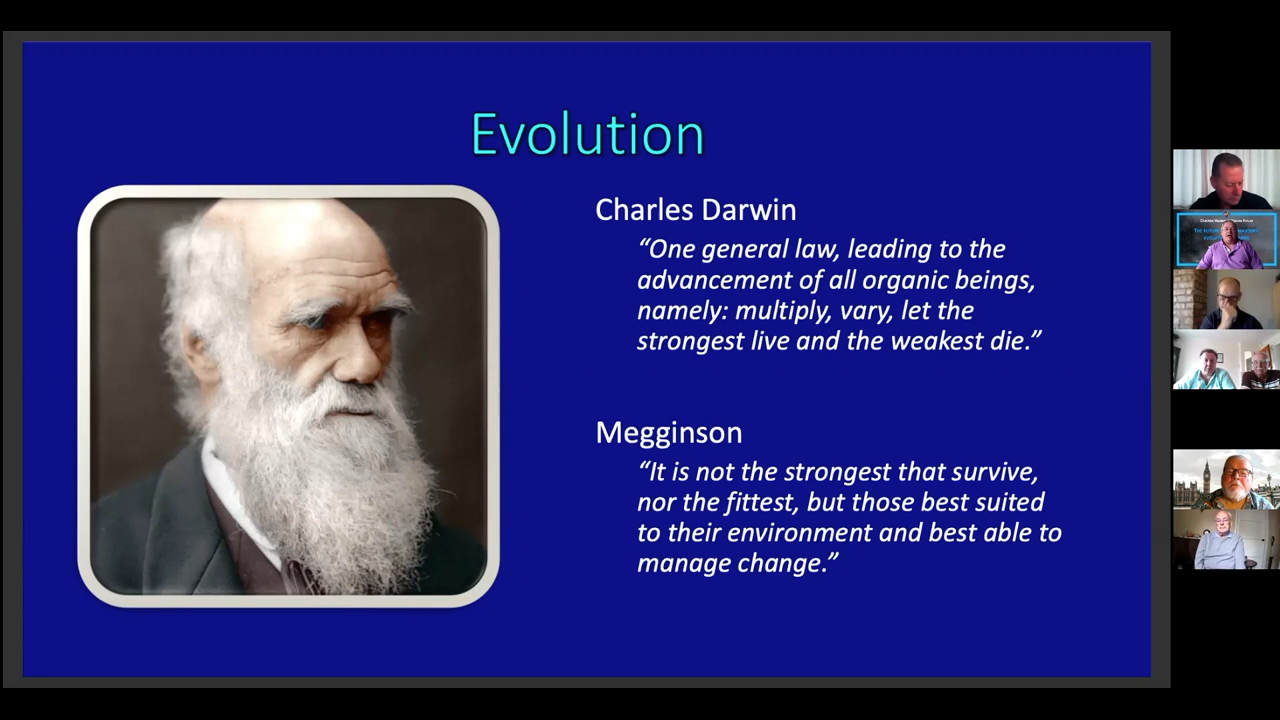 Evolution
Charles Darwin
“One general law, leading to the
advancement of all organic beings,
namely: multiply, vary, let the
strongest live and the weakest die.”
Megginson
“It is not the strongest that survive,
nor the fittest, but those best suited
to their environment and best able to
manage change.”
THE FUTURE